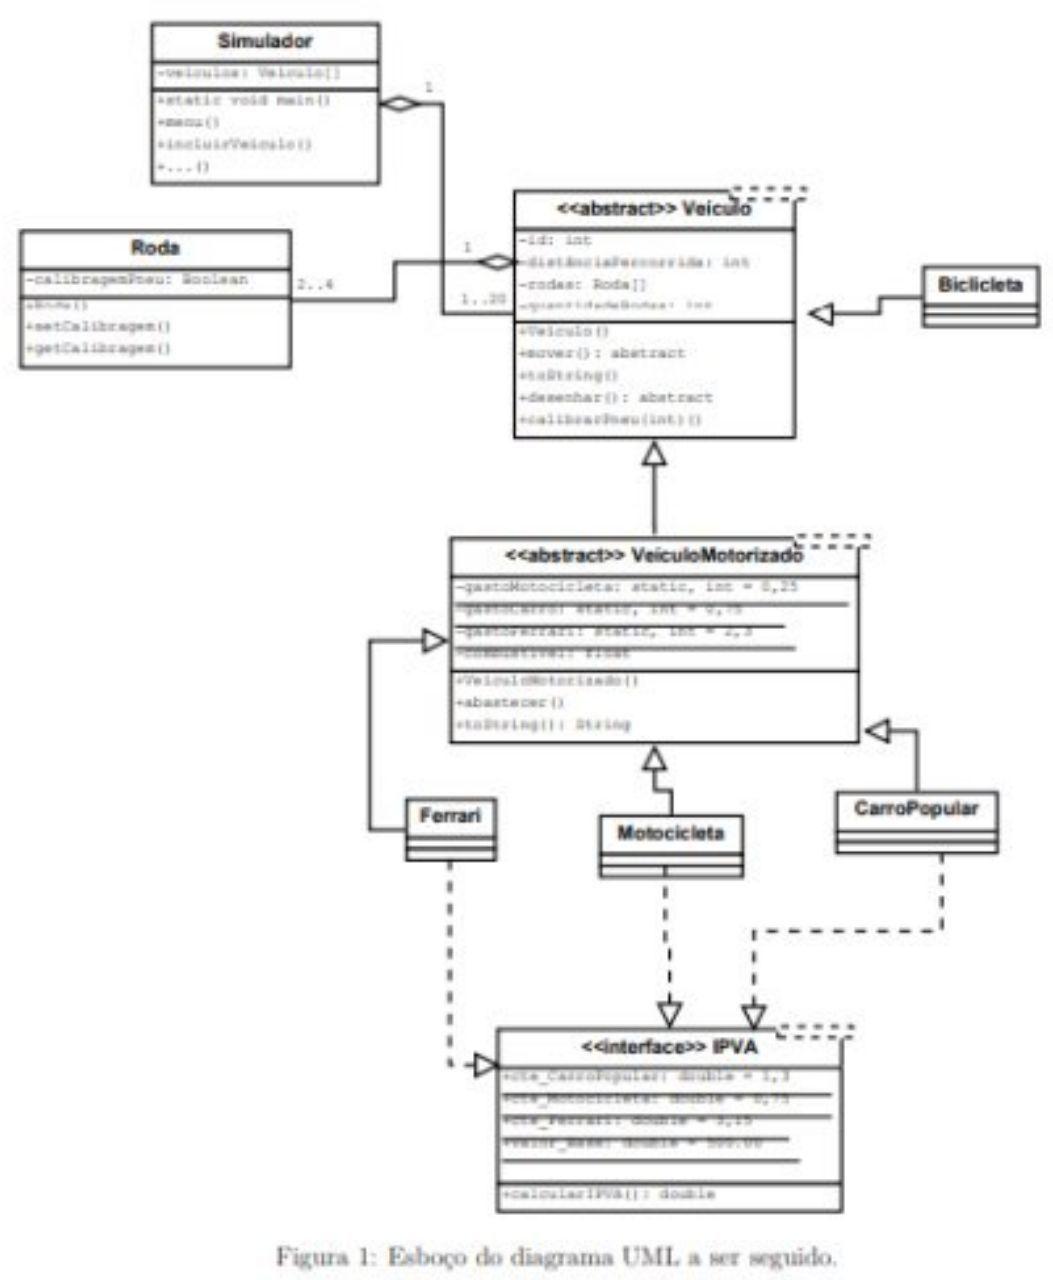 Simulador
-veiculos: Veiculo[]
+static void main()
+menu()
+incluirVeiculo()
+...()
1
<<abstract>> Veículo
-id: int
-distânciaPercorrida: int
-rodas: Roda[]
-quantidadeRodas: int
+Veiculo()
+mover(): abstract
+toString()
+desenhar(): abstract
+calibrarPneu(int)()
1
1..20
2..4
Roda
-calibragemPneu: Boolean
+Roda()
+setCalibragem()
+getCalibragem()
Biclicleta
<<abstract>> VeículoMotorizado
-gastoMotocicleta: static, int = 0,25
-gastoCarro: static, int = 0,75
-gastoFerrari: static, int = 2,3
-combustivel: float
+VeiculoMotorizado()
+abastecer()
+toString(): String
Ferrari
Motocicleta
CarroPopular
<<interface>> IPVA
+cte_CarroPopular: double = 1,3
+cte_Motocicleta: double = 0,75
+cte_Ferrari: double = 3,15
+valor_Base: double = 500.00
+calcularIPVA(): double
Figura 1: Esboço do diagrama UML a ser seguido.